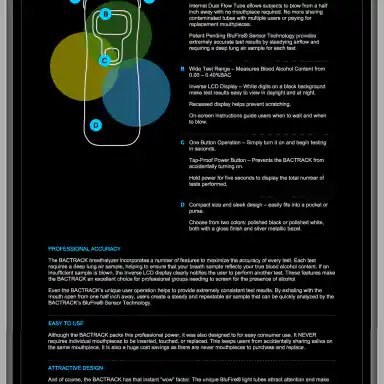 Internal Dual Flow Tube allows subjects to blow from a half
inch away with no mouthpiece required. No more sharing
contaminated tubes with multiple users or paying for
replacement mouthpieces.
Patent Pending BluFire® Sensor Technology provides
extremely accurate test results by steadying airflow and
requiring a deep lung air sample for each test.
B
B Wide Test Range – Measures Blood Alcohol Content from
0.00 – 0.40%BAC
Inverse LCD Display – White digits on a black background
make test results easy to view in daylight and at night.
Recessed display helps prevent scratching.
On-screen instructions guide users when to wait and when
to blow.
C
C One Button Operation – Simply turn it on and begin testing
in seconds.
Tap-Proof Power Button – Prevents the BACTRACK from
accidentally turning on.
Hold power for five seconds to display the total number of
tests performed.
D
D Compact size and sleek design – easily fits into a pocket or
purse.
Choose from two colors: polished black or polished white,
both with a gloss finish and silver metallic bezel.
PROFESSIONAL ACCURACY
The BACTRACK breathalyzer incorporates a number of features to maximize the accuracy of every test. Each test
requires a deep lung air sample, helping to ensure that your breath sample reflects your true blood alcohol content. If an
insufficient sample is blown, the inverse LCD display clearly notifies the user to perform another test. These features make
the BACTRACK an excellent choice for professional groups needing to screen for the presence of alcohol.
Even the BACTRACK's unique user operation helps to provide extremely consistent test results. By exhaling with the
mouth open from one half inch away, users create a steady and repeatable air sample that can be quickly analyzed by the
BACTRACK's BluFire® Sensor Technology.
EASY TO USE
Although the BACTRACK packs this professional power, it was also designed to for easy consumer use. It NEVER
requires individual mouthpieces to be inserted, touched, or replaced. This keeps users from accidentally sharing saliva on
the same mouthpiece. It is also a huge cost savings as there are never mouthpieces to purchase and replace.
ATTRACTIVE DESIGN
And of course, the BACTRACK has that instant "wow" factor. The unique BluFire® light tubes attract attention and make